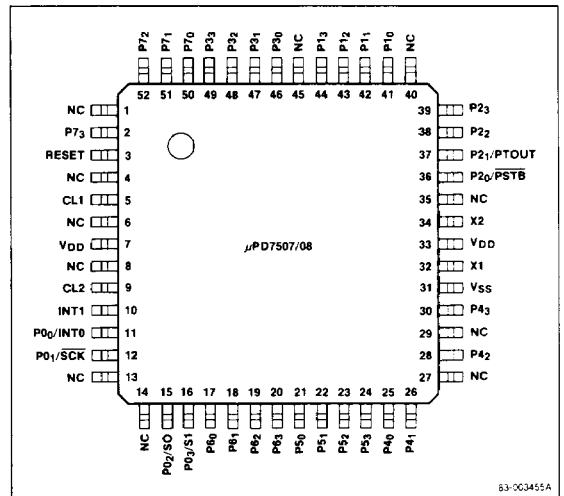 P7₂ P7₁ P7₀ P3₃ P3₂ P3₁ P3₀ NC P1₃ P1₂ P1₁ P1₀ NC
52 51 50 49 48 47 46 45 44 43 42 41 40
NC 1
P7₃ 2
RESET 3
NC 4
CL1 5
NC 6
VDD 7
NC 8
CL2 9
INT1 10
P0₀/INT0 11
P0₁/S̅C̅K̅ 12
NC 13
μPD7507/08
39 P2₃
38 P2₂
37 P2₁/PTOUT
36 P2₀/P̅S̅T̅B̅
35 NC
34 X2
33 VDD
32 X1
31 VSS
30 P4₃
29 NC
28 P4₂
27 NC
14 15 16 17 18 19 20 21 22 23 24 25 26
NC P0₂/SO P0₃/S1 P6₀ P6₁ P6₂ P6₃ P5₀ P5₁ P5₂ P5₃ P4₀ P4₁
83-003455A